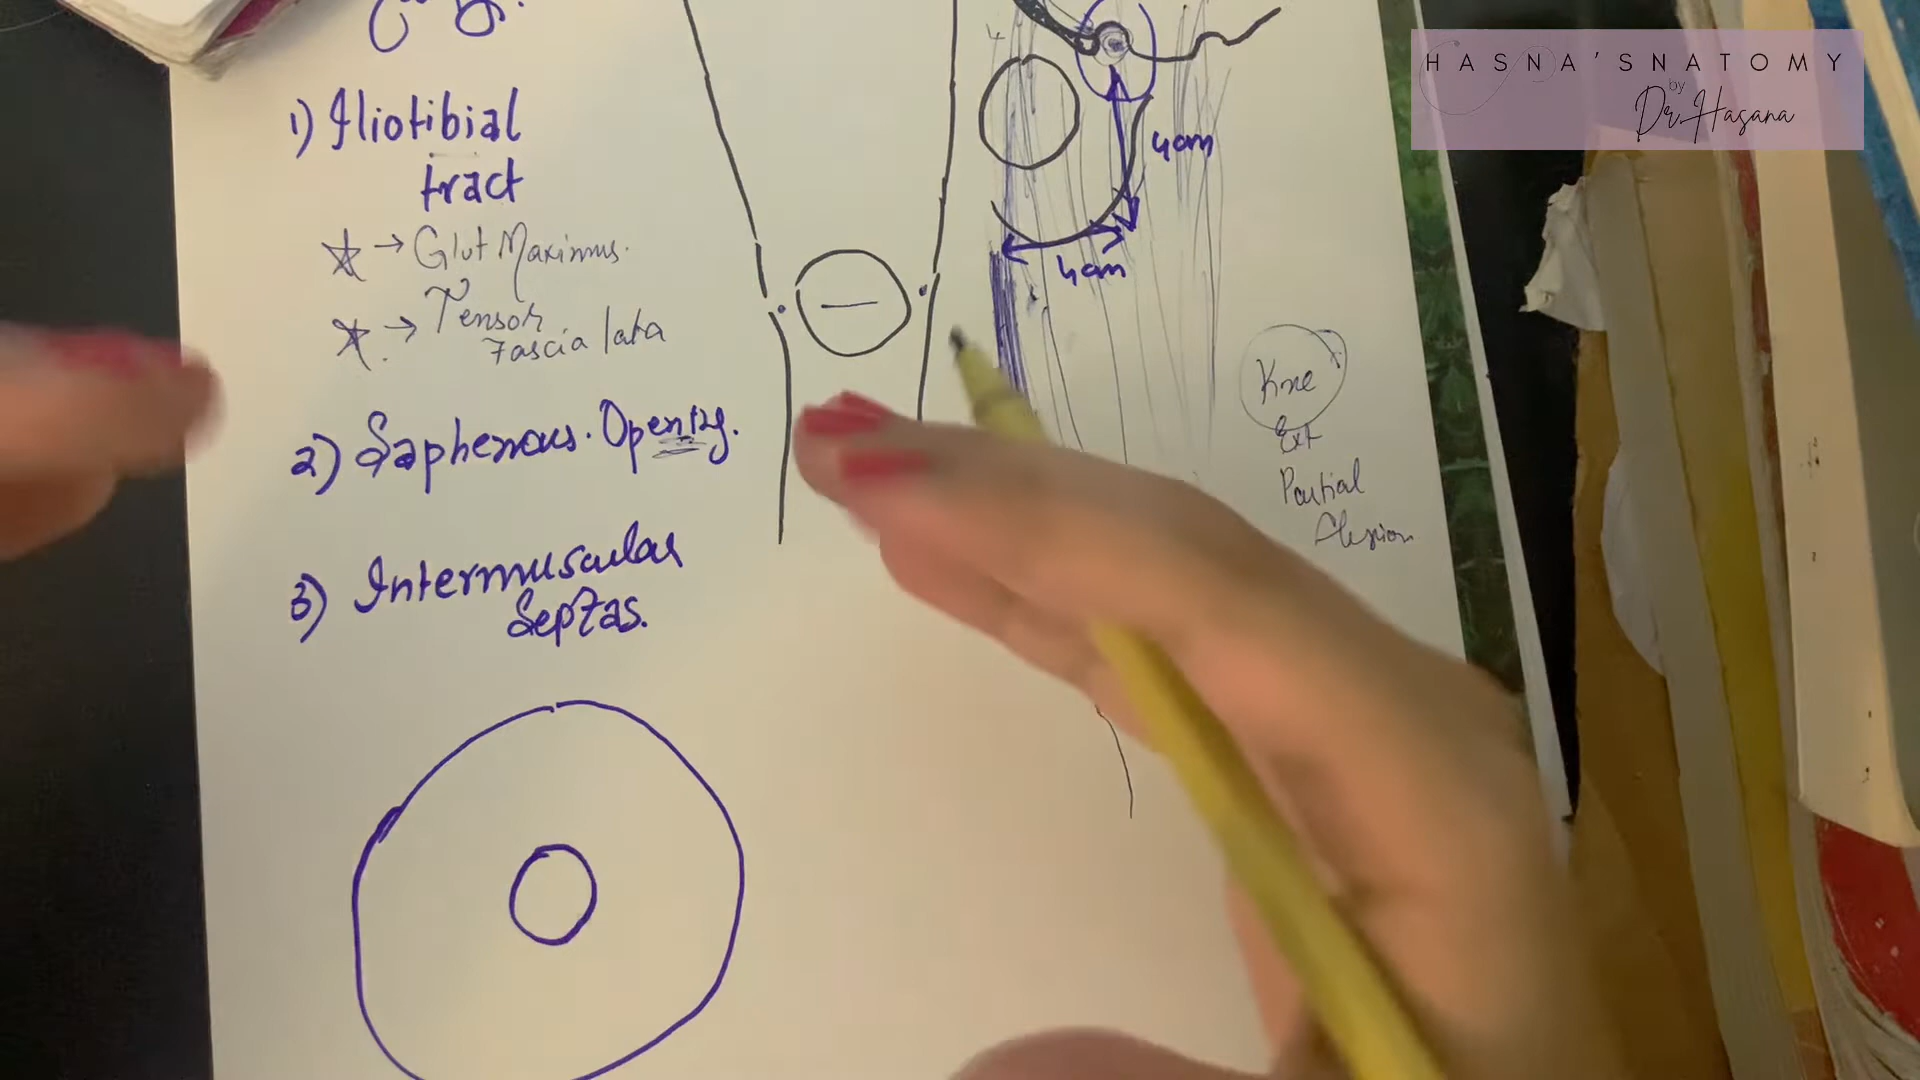 HASNA'SNATOMY
by
Dr.Hasana
1) Iliotibial
tract
→ Glut Maximus.
→ Tensor
Fascia lata
2) Saphenous. Opening.
3) Intermuscular
Septas.
4cm
4cm
Knee
Ext
Partial
Flexion